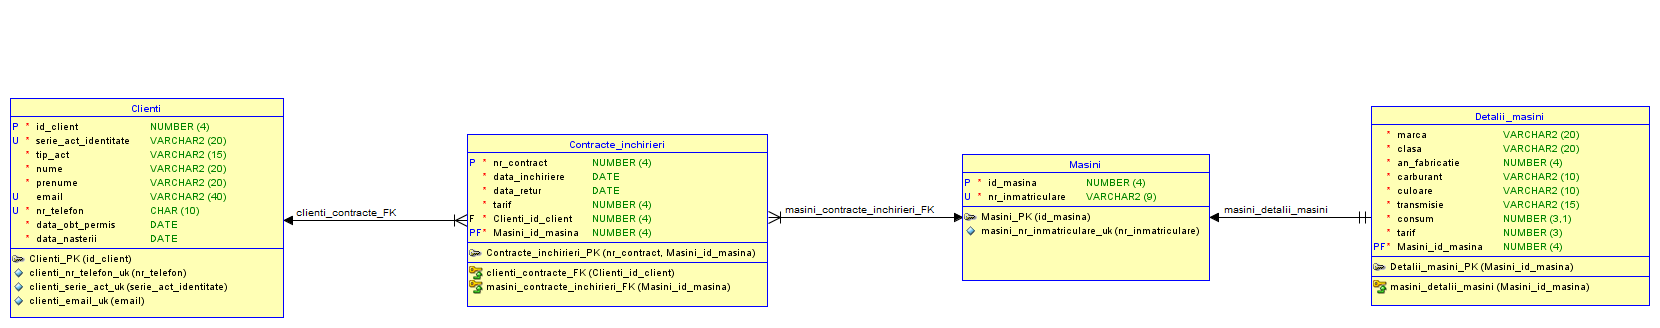 Clienti
P * id_client NUMBER (4)
U * serie_act_identitate VARCHAR2 (20)
* tip_act VARCHAR2 (15)
* nume VARCHAR2 (20)
* prenume VARCHAR2 (20)
U email VARCHAR2 (40)
U * nr_telefon CHAR (10)
* data_obt_permis DATE
* data_nasterii DATE
Clienti_PK (id_client)
clienti_nr_telefon_uk (nr_telefon)
clienti_serie_act_uk (serie_act_identitate)
clienti_email_uk (email)
clienti_contracte_FK
Contracte_inchirieri
P * nr_contract NUMBER (4)
* data_inchiriere DATE
* data_retur DATE
* tarif NUMBER (4)
F * Clienti_id_client NUMBER (4)
PF* Masini_id_masina NUMBER (4)
Contracte_inchirieri_PK (nr_contract, Masini_id_masina)
clienti_contracte_FK (Clienti_id_client)
masini_contracte_inchirieri_FK (Masini_id_masina)
masini_contracte_inchirieri_FK
Masini
P * id_masina NUMBER (4)
U * nr_inmatriculare VARCHAR2 (9)
Masini_PK (id_masina)
masini_nr_inmatriculare_uk (nr_inmatriculare)
masini_detalii_masini
Detalii_masini
* marca VARCHAR2 (20)
* clasa VARCHAR2 (20)
* an_fabricatie NUMBER (4)
* carburant VARCHAR2 (10)
* culoare VARCHAR2 (10)
* transmisie VARCHAR2 (15)
* consum NUMBER (3,1)
* tarif NUMBER (3)
PF* Masini_id_masina NUMBER (4)
Detalii_masini_PK (Masini_id_masina)
masini_detalii_masini (Masini_id_masina)